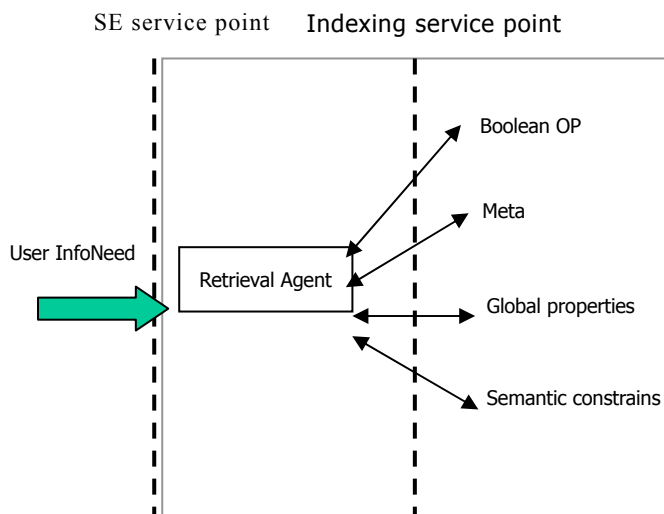 SE service point Indexing service point
Boolean OP
Meta
User InfoNeed
Retrieval Agent
Global properties
Semantic constrains